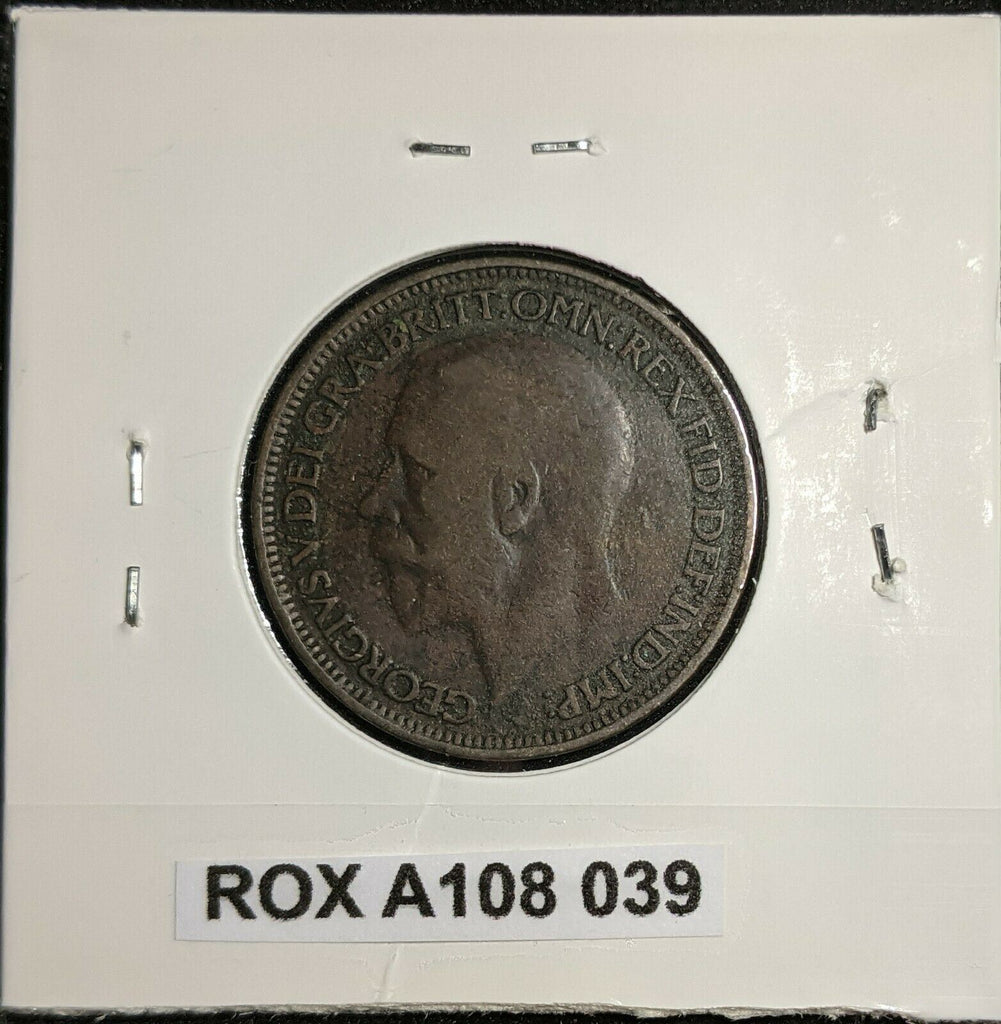 GEORGIVS V DEI GRA: BRITT: OMN: REX FID: DEF: IND: IMP:
ROX A108 039